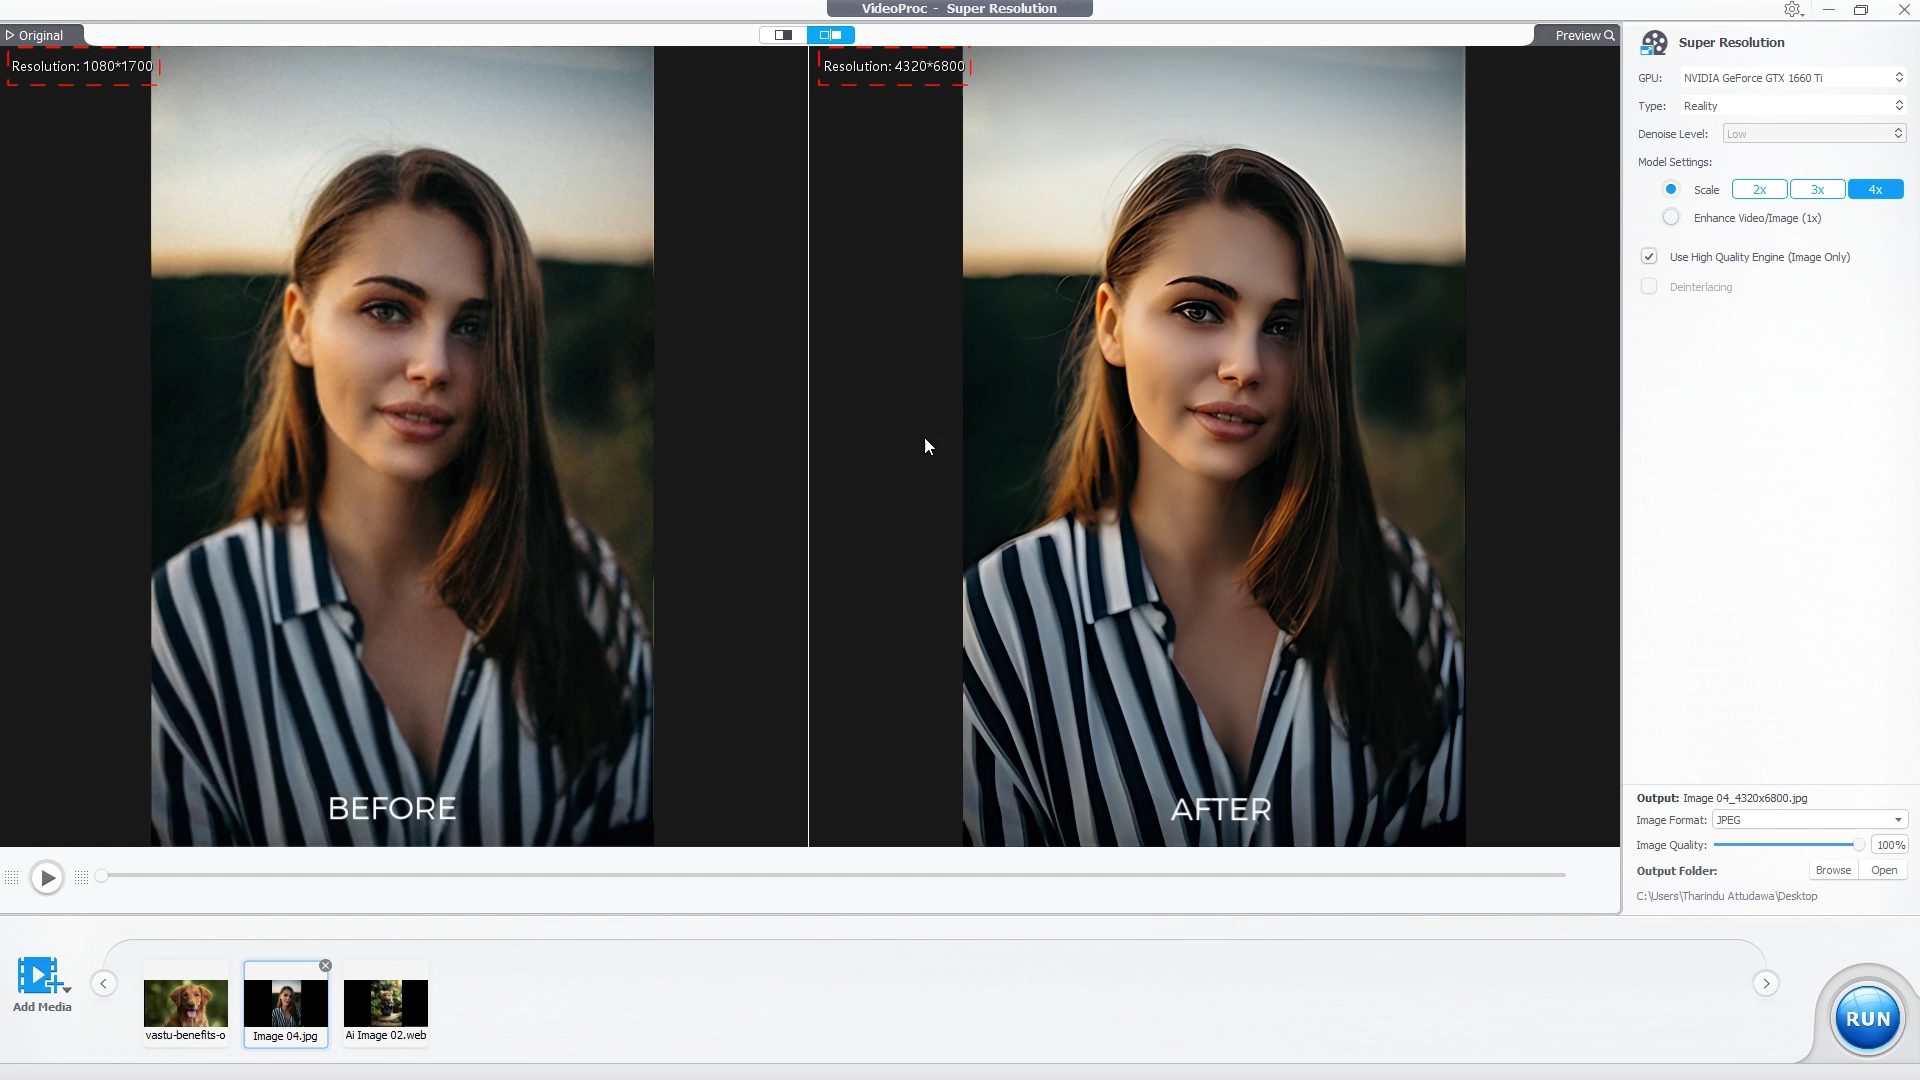 VideoProc - Super Resolution
Original
Preview
Resolution: 1080*1700
Resolution: 4320*6800
BEFORE
AFTER
Super Resolution
GPU: NVIDIA GeForce GTX 1660 Ti
Type: Reality
Denoise Level: Low
Model Settings:
Scale 2x 3x 4x
Enhance Video/Image (1x)
Use High Quality Engine (Image Only)
Deinterlacing
Output: Image 04_4320x6800.jpg
Image Format: JPEG
Image Quality: 100%
Output Folder: Browse Open
C:\Users\Tharindu Attudawa\Desktop
Add Media
vastu-benefits-o
Image 04.jpg
Ai Image 02.web
RUN